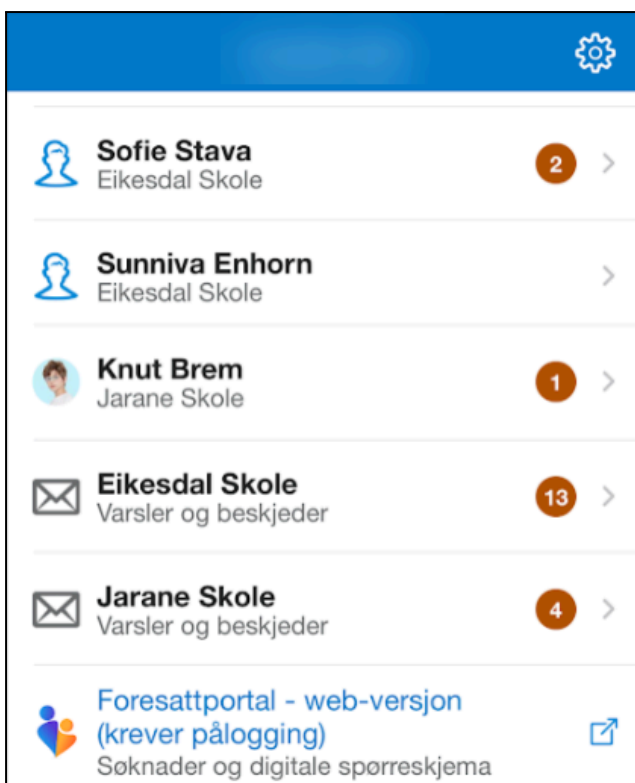 Sofie Stava
Eikesdal Skole
2
Sunniva Enhorn
Eikesdal Skole
Knut Brem
Jarane Skole
1
Eikesdal Skole
Varsler og beskjeder
13
Jarane Skole
Varsler og beskjeder
4
Foresattportal - web-versjon
(krever pålogging)
Søknader og digitale spørreskjema